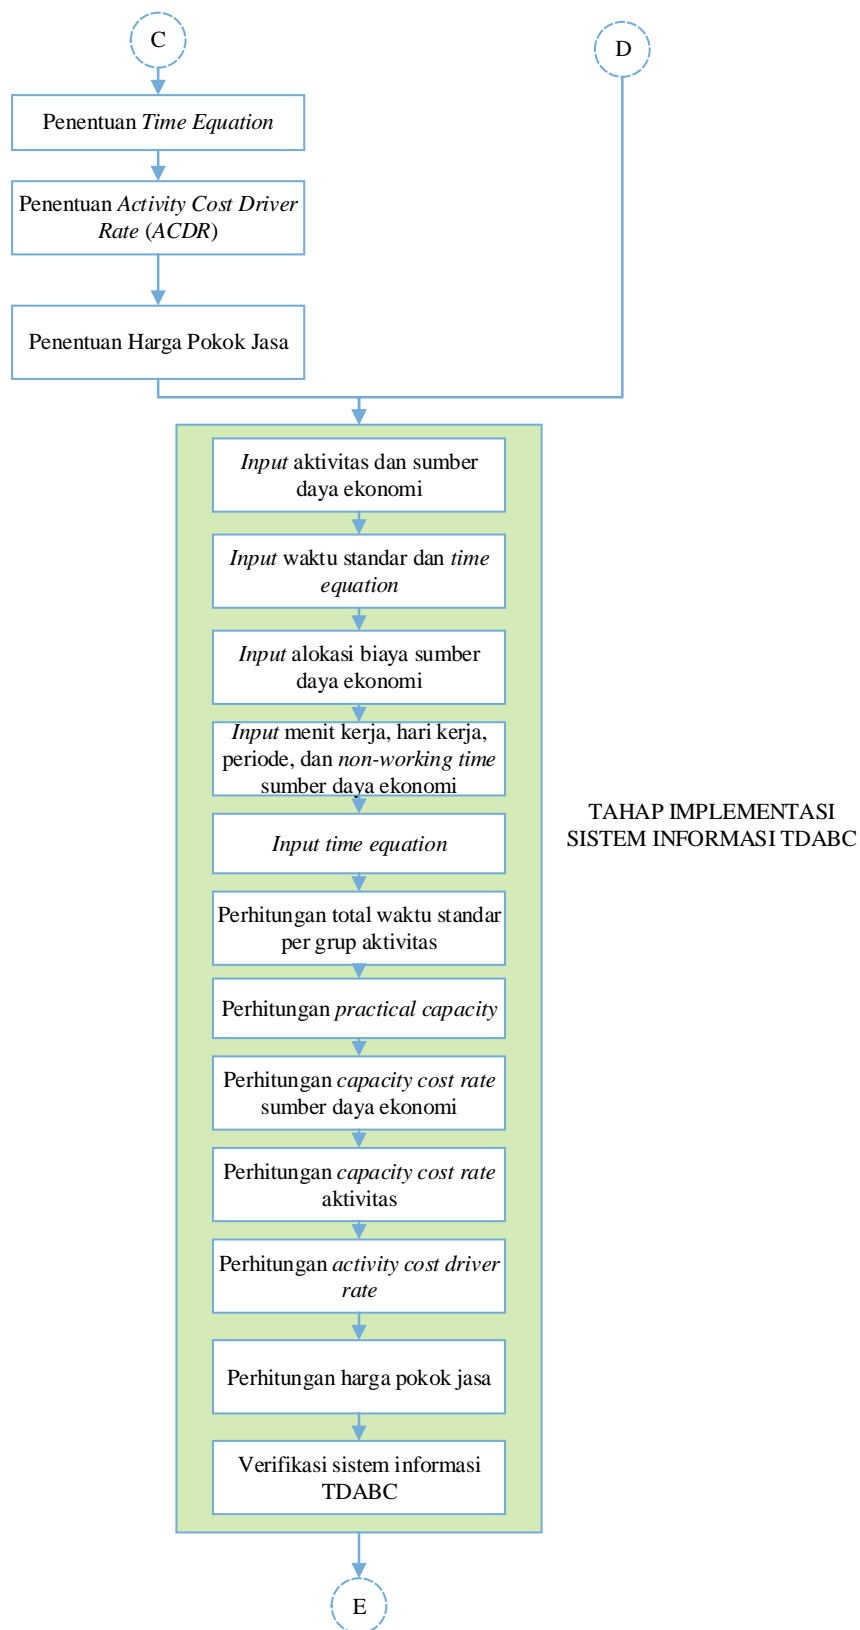 C
D
Penentuan Time Equation
Penentuan Activity Cost Driver
Rate (ACDR)
Penentuan Harga Pokok Jasa
Input aktivitas dan sumber
daya ekonomi
Input waktu standar dan time
equation
Input alokasi biaya sumber
daya ekonomi
Input menit kerja, hari kerja,
periode, dan non-working time
sumber daya ekonomi
TAHAP IMPLEMENTASI
SISTEM INFORMASI TDABC
Input time equation
Perhitungan total waktu standar
per grup aktivitas
Perhitungan practical capacity
Perhitungan capacity cost rate
sumber daya ekonomi
Perhitungan capacity cost rate
aktivitas
Perhitungan activity cost driver
rate
Perhitungan harga pokok jasa
Verifikasi sistem informasi
TDABC
E